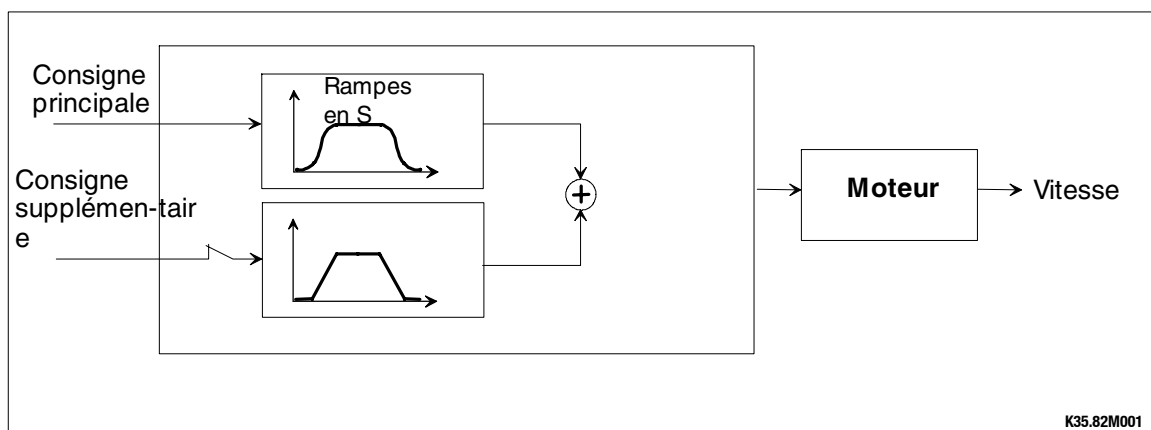 Consigne
principale
Rampes
en S
Consigne
supplémen-tair
e
+
Moteur
Vitesse
K35.82M001